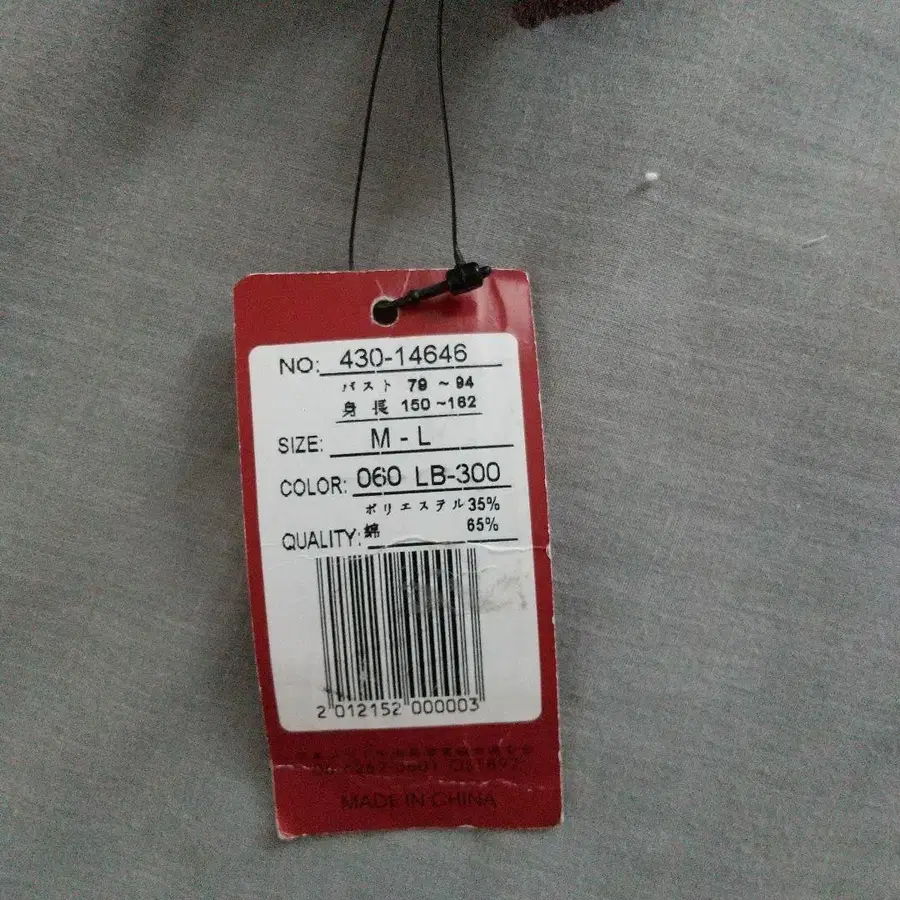 NO: 430-14646
バスト 79 ~ 94
身長 150 ~162
SIZE: M - L
COLOR: 060 LB-300
ポリエステル 35%
QUALITY: 綿 65%
2 012152 000003
MADE IN CHINA